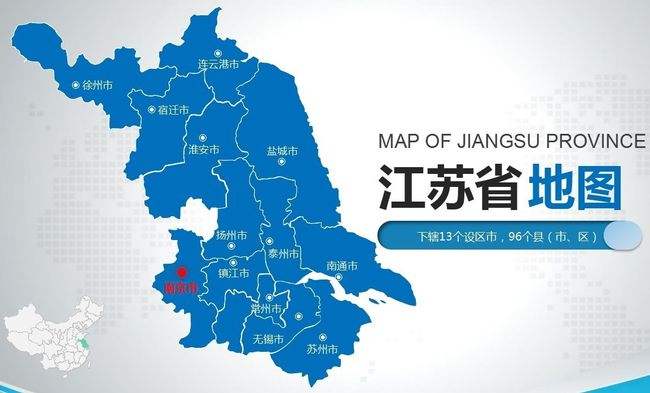 连云港市
徐州市
宿迁市
淮安市
盐城市
MAP OF JIANGSU PROVINCE
江苏省地图
下辖13个设区市，96个县（市、区）
扬州市
泰州市
镇江市
南通市
南京市
常州市
无锡市
苏州市